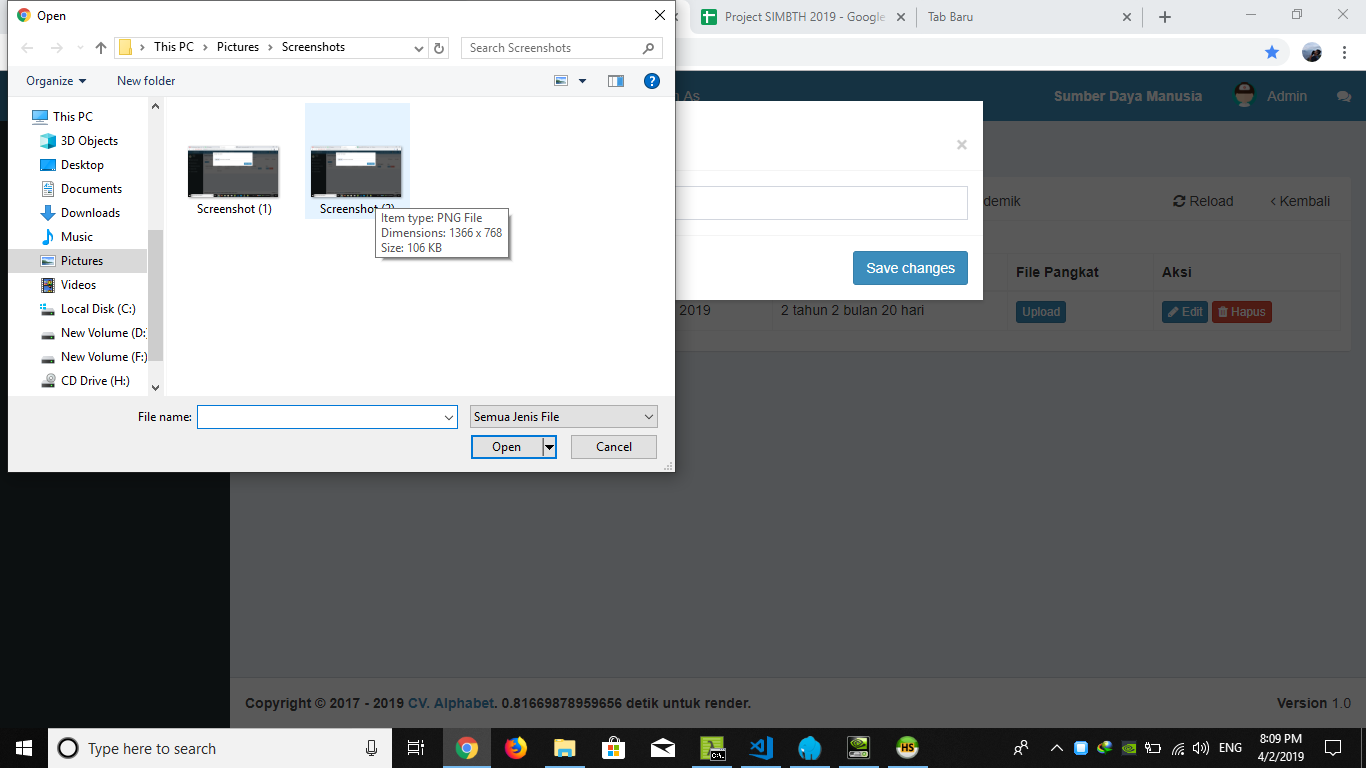 Open
Project SIMBTH 2019 - Google
Tab Baru
This PC > Pictures > Screenshots
Search Screenshots
Organize
New folder
As
Sumber Daya Manusia
Admin
This PC
3D Objects
Desktop
Documents
Downloads
Music
Pictures
Videos
Local Disk (C:)
New Volume (D:
New Volume (F:)
CD Drive (H:)
Screenshot (1)
Screenshot (2)
Item type: PNG File
Dimensions: 1366 x 768
Size: 106 KB
×
demik
Reload
‹ Kembali
Save changes
File Pangkat
Aksi
2019
2 tahun 2 bulan 20 hari
Upload
Edit
Hapus
File name:
Semua Jenis File
Open
Cancel
Copyright © 2017 - 2019 CV. Alphabet. 0.81669878959656 detik untuk render.
Version 1.0
Type here to search
C:\_
HS
ENG
8:09 PM
4/2/2019